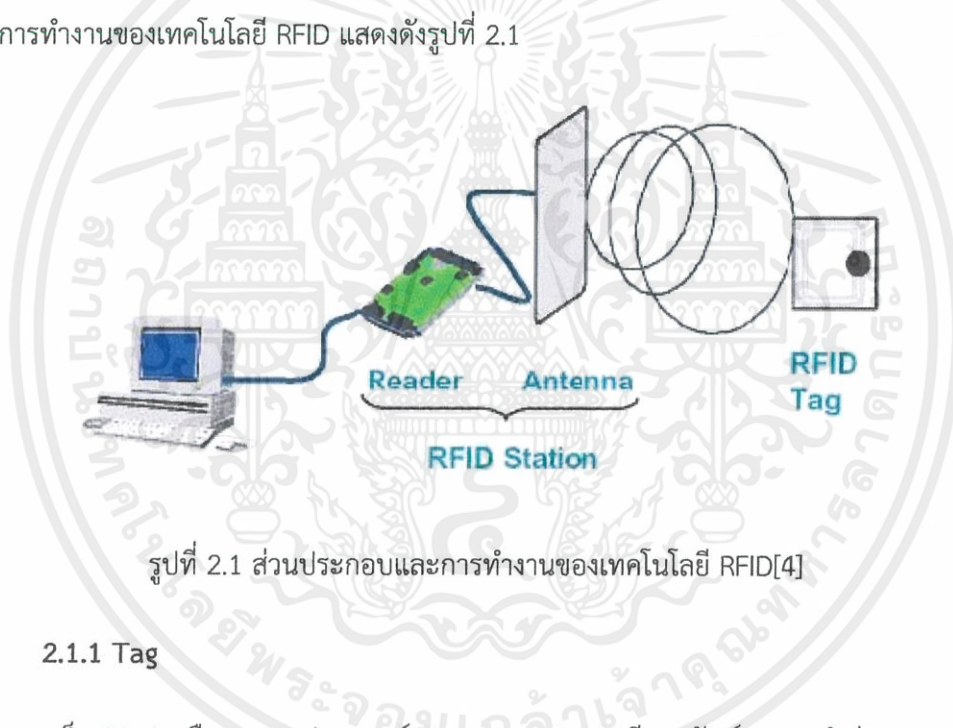 การทำงานของเทคโนโลยี RFID แสดงดังรูปที่ 2.1
Reader
Antenna
RFID
Tag
RFID Station
รูปที่ 2.1 ส่วนประกอบและการทำงานของเทคโนโลยี RFID[4]
2.1.1 Tag